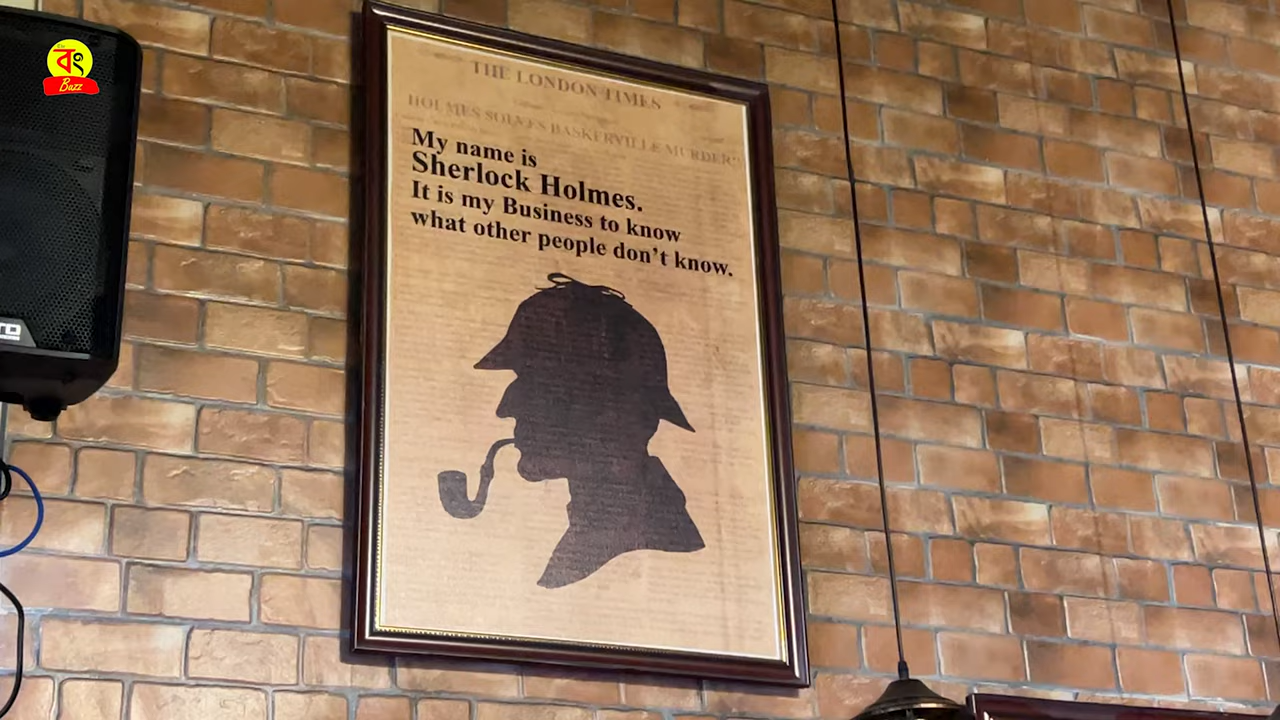 The
বং
Buzz
THE LONDON TIMES
HOLMES SOLVES BASKERVILLE MURDER"
My name is
Sherlock Holmes.
It is my Business to know
what other people don't know.